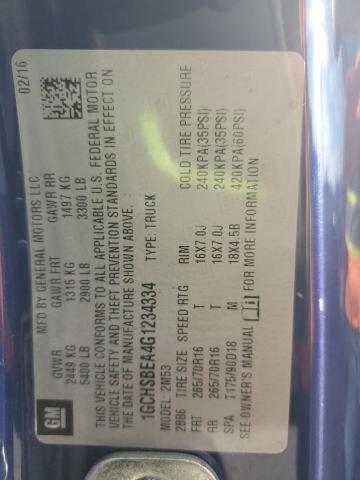 MFD BY GENERAL MOTORS LLC 02/16
GVWR GAWR FRT GAWR RR
2449 KG 1315 KG 1497 KG
5400 LB 2900 LB 3300 LB
THIS VEHICLE CONFORMS TO ALL APPLICABLE U.S. FEDERAL MOTOR
VEHICLE SAFETY AND THEFT PREVENTION STANDARDS IN EFFECT ON
THE DATE OF MANUFACTURE SHOWN ABOVE.
1GCHSBEA4G1234334 TYPE: TRUCK
2M53
2BB6 TIRE SIZE SPEED RTG RIM COLD TIRE PRESSURE
FRT 265/70R16 T 16X7.0J 240KPA(35PSI)
RR 265/70R16 T 16X7.0J 240KPA(35PSI)
SPA T175/90D18 M 18X4.5B 420KPA(60PSI)
SEE OWNER'S MANUAL FOR MORE INFORMATION
GM